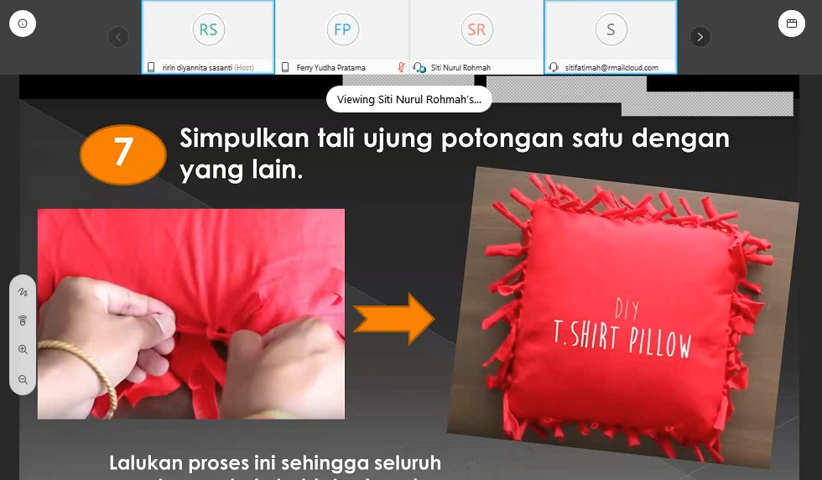 RS
FP
SR
S
ririn diyannita sasanti (Host)
Ferry Yudha Pratama
Siti Nurul Rohmah
sitifatimah@rmailcloud.com
Viewing Siti Nurul Rohmah's...
7
Simpulkan tali ujung potongan satu dengan
yang lain.
DIY
T.SHIRT PILLOW
Lalukan proses ini sehingga seluruh